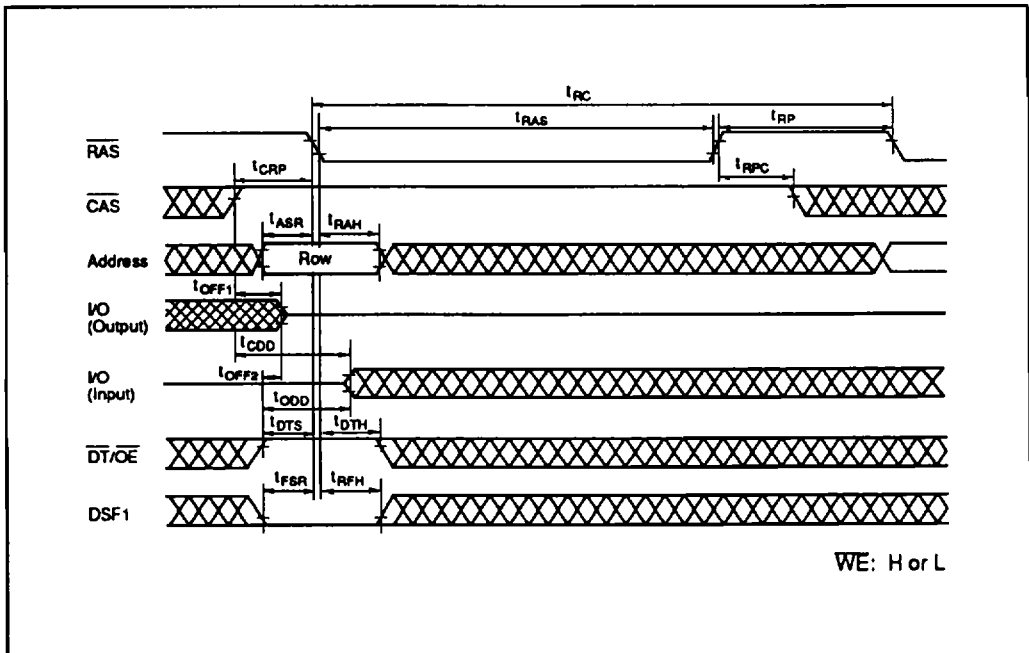 tRC
tRAS
tRP
RAS
tCRP
tRPC
CAS
tASR
tRAH
Address
Row
tOFF1
I/O
(Output)
tCDD
tOFF2
I/O
(Input)
tODD
tDTS
tDTH
DT/OE
tFSR
tRFH
DSF1
WE: H or L